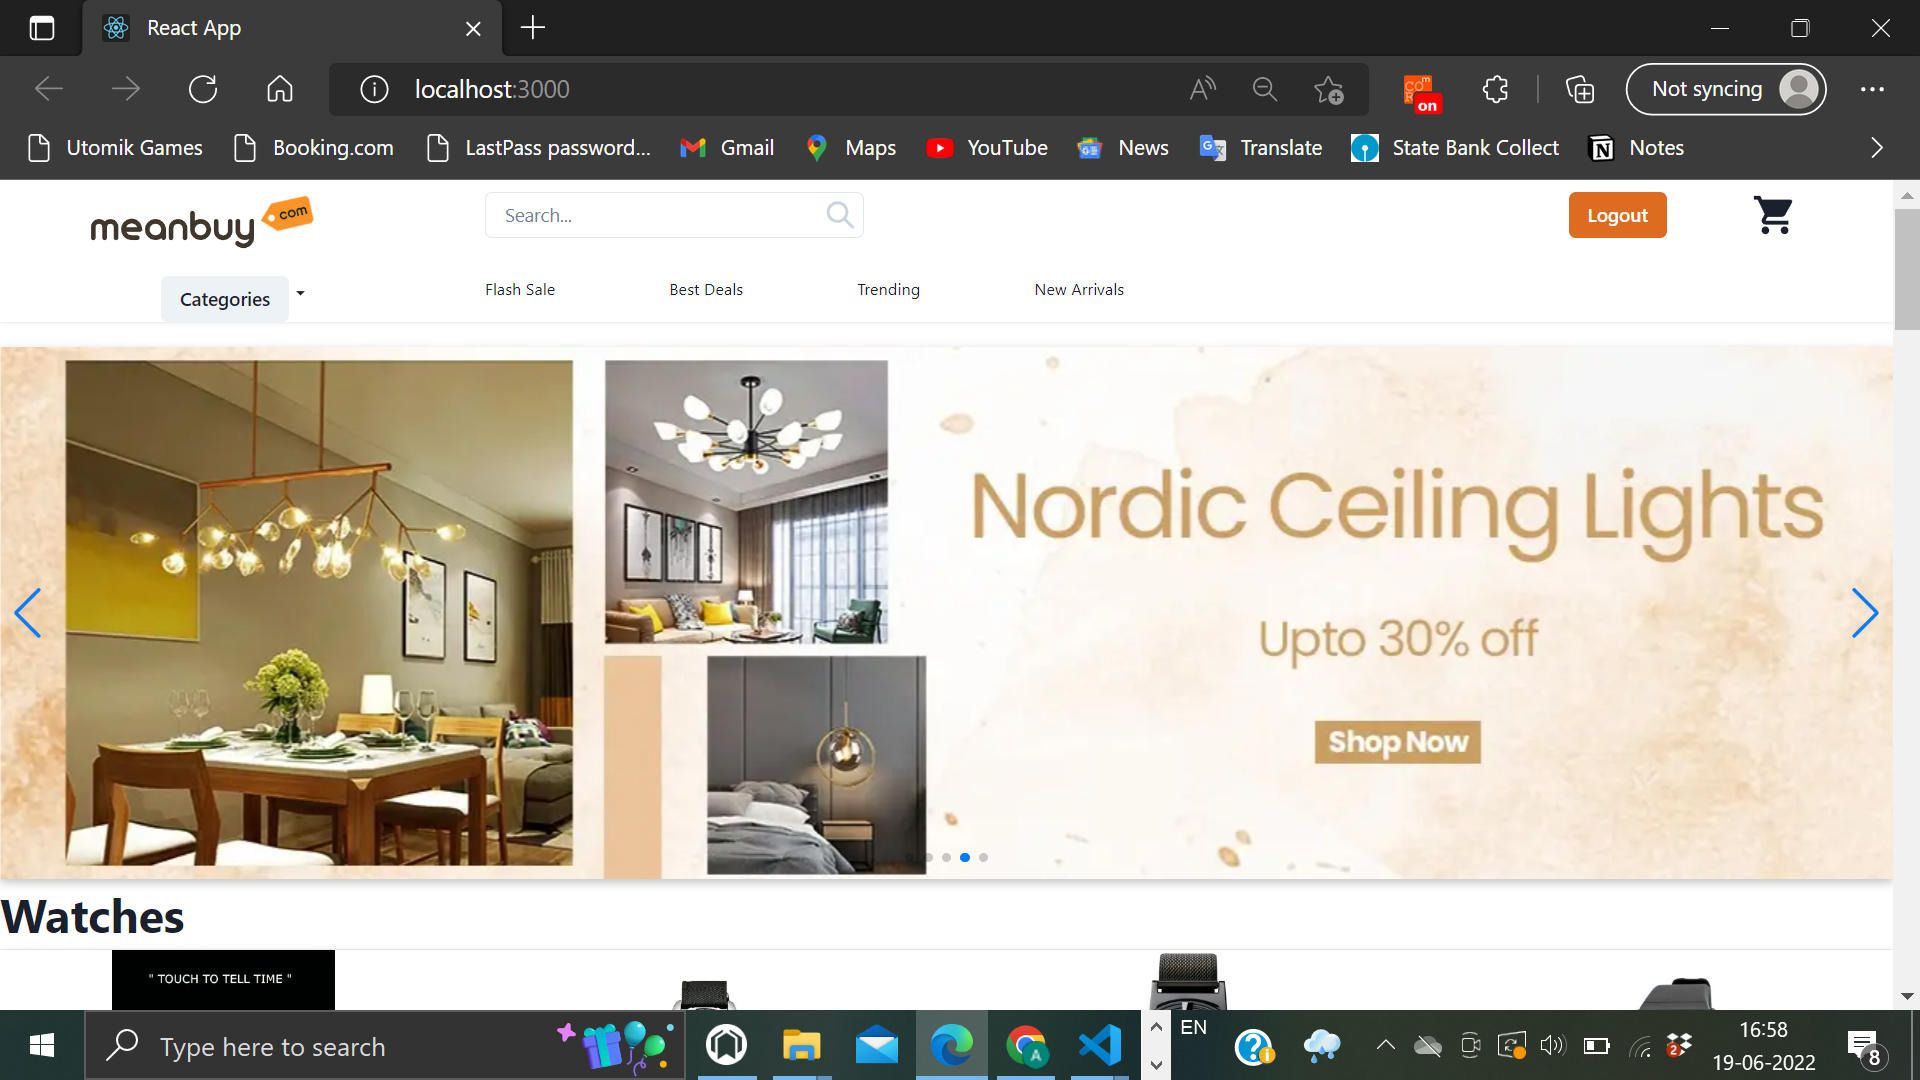 React App
localhost:3000
on
Not syncing
Utomik Games
Booking.com
LastPass password...
Gmail
Maps
YouTube
News
Translate
State Bank Collect
Notes
meanbuy com
Search...
Logout
Categories
Flash Sale
Best Deals
Trending
New Arrivals
Nordic Ceiling Lights
Upto 30% off
Shop Now
Watches
" TOUCH TO TELL TIME "
Type here to search
A
EN
2
16:58
19-06-2022
8